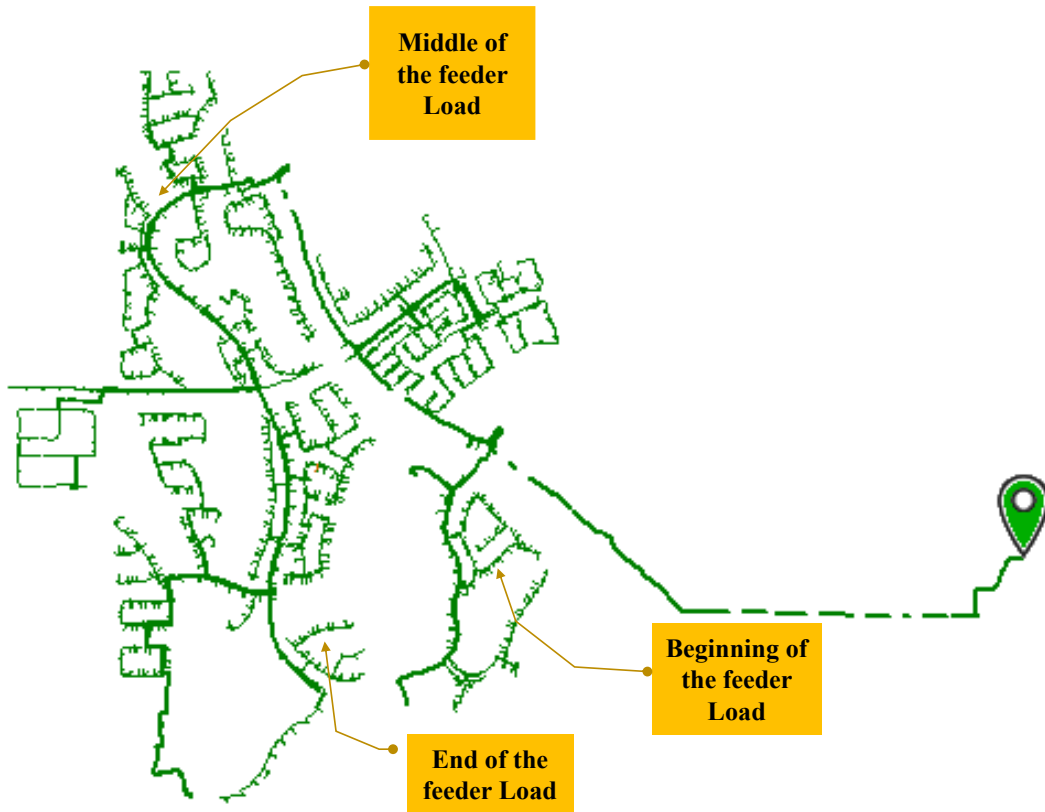 Middle of
the feeder
Load
Beginning of
the feeder
Load
End of the
feeder Load